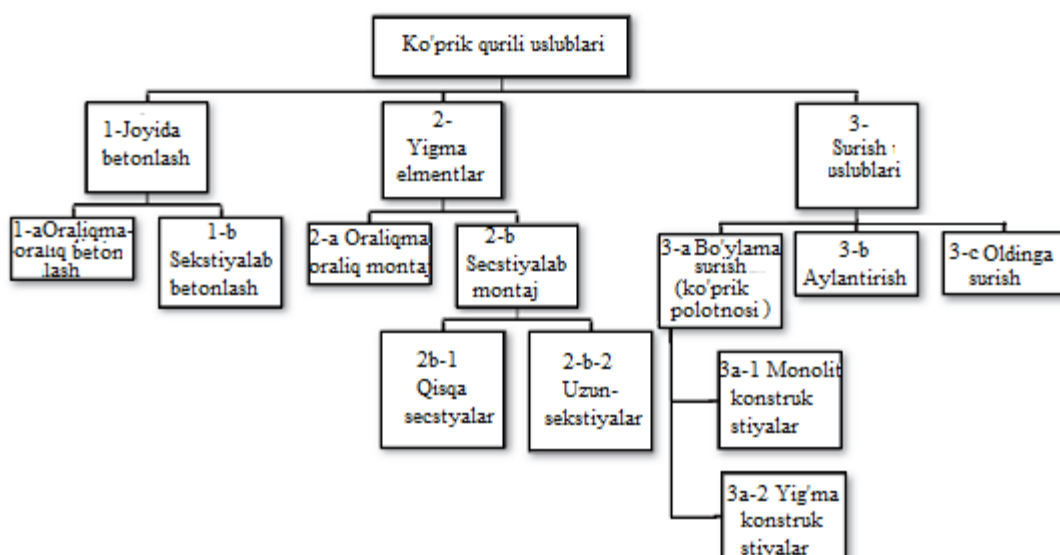 Ko'prik qurili uslublari
1-Joyida
betonlash
2-
Yigma
elmentlar
3-
Surish
uslublari
1-aOraliqma-
oraliq beton
lash
1-b
Sekstiyalab
betonlash
2-a Oraliqma
oraliq montaj
2-b
Secstiyalab
montaj
3-a Bo'ylama
surish
(ko'prik
polotnosi )
3-b
Aylantirish
3-c Oldinga
surish
2b-1
Qisqa
secstyalar
2-b-2
Uzun-
sekstiyalar
3a-1 Monolit
konstruk
stiyalar
3a-2 Yig'ma
konstruk
stiyalar